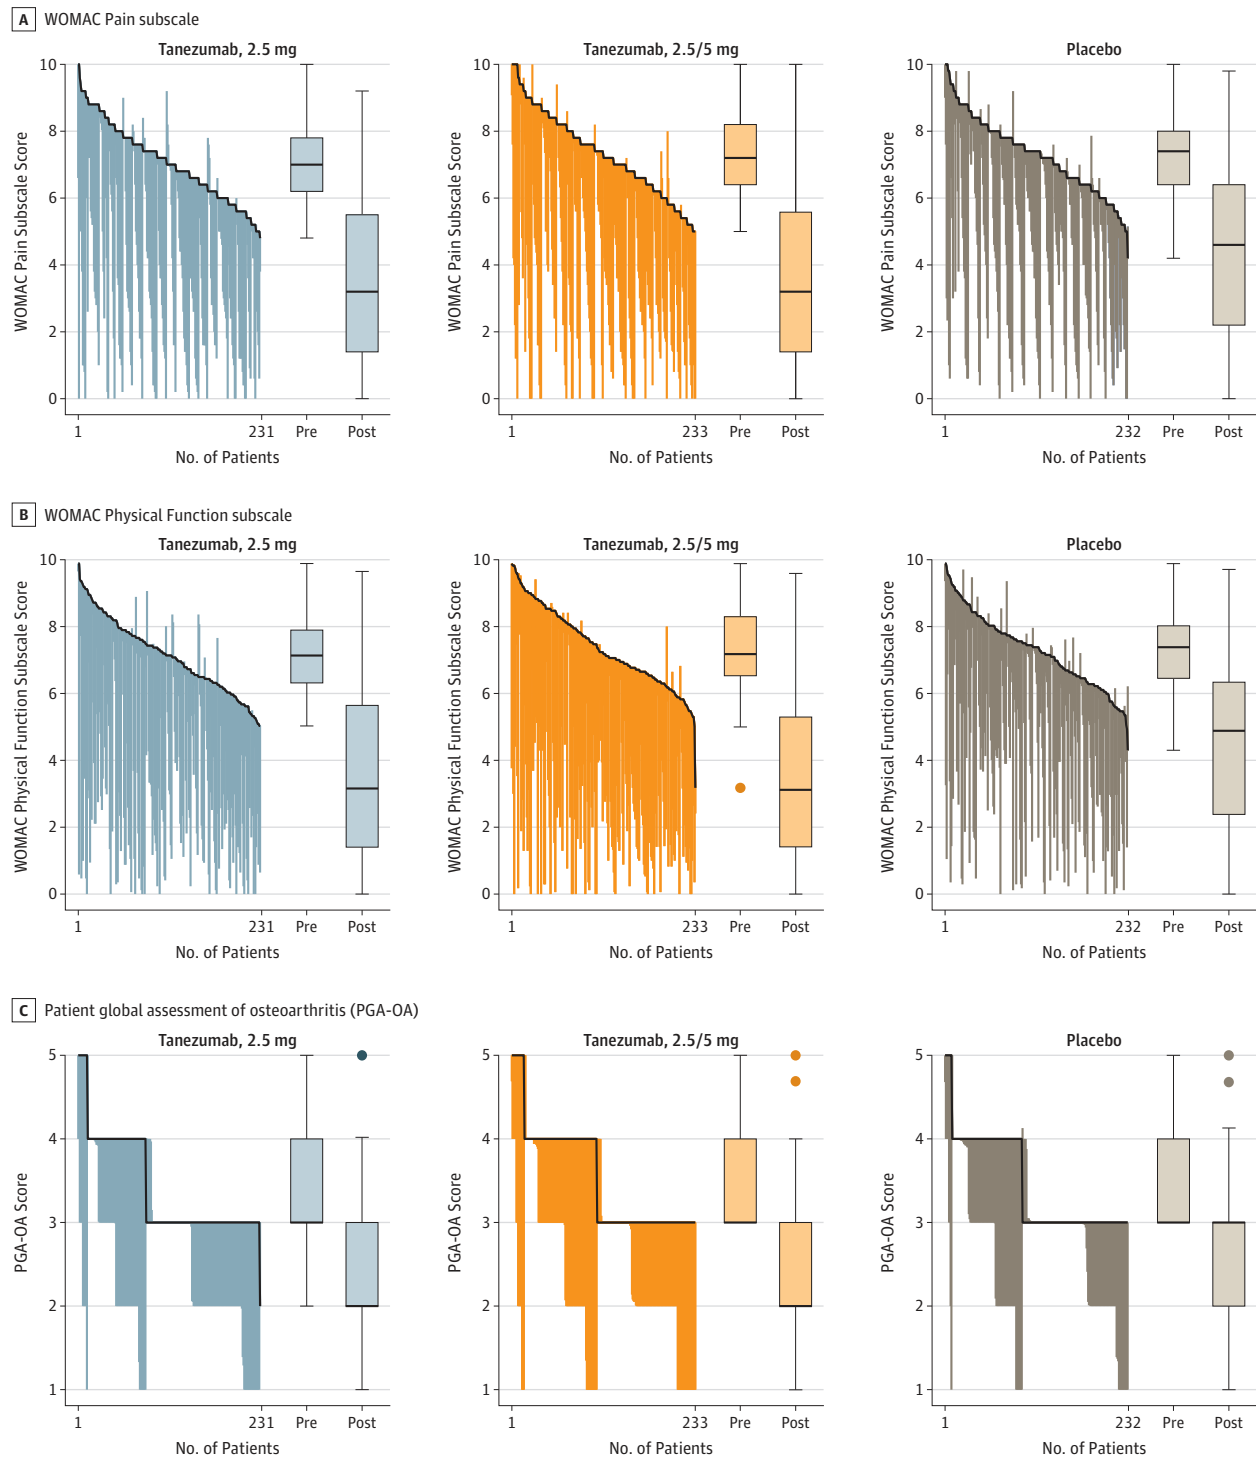 A WOMAC Pain subscale
Tanezumab, 2.5 mg
WOMAC Pain Subscale Score
10
8
6
4
2
0
1 231 Pre Post
No. of Patients
Tanezumab, 2.5/5 mg
WOMAC Pain Subscale Score
10
8
6
4
2
0
1 233 Pre Post
No. of Patients
Placebo
WOMAC Pain Subscale Score
10
8
6
4
2
0
1 232 Pre Post
No. of Patients
B WOMAC Physical Function subscale
Tanezumab, 2.5 mg
WOMAC Physical Function Subscale Score
10
8
6
4
2
0
1 231 Pre Post
No. of Patients
Tanezumab, 2.5/5 mg
WOMAC Physical Function Subscale Score
10
8
6
4
2
0
1 233 Pre Post
No. of Patients
Placebo
WOMAC Physical Function Subscale Score
10
8
6
4
2
0
1 232 Pre Post
No. of Patients
C Patient global assessment of osteoarthritis (PGA-OA)
Tanezumab, 2.5 mg
PGA-OA Score
5
4
3
2
1
1 231 Pre Post
No. of Patients
Tanezumab, 2.5/5 mg
PGA-OA Score
5
4
3
2
1
1 233 Pre Post
No. of Patients
Placebo
PGA-OA Score
5
4
3
2
1
1 232 Pre Post
No. of Patients